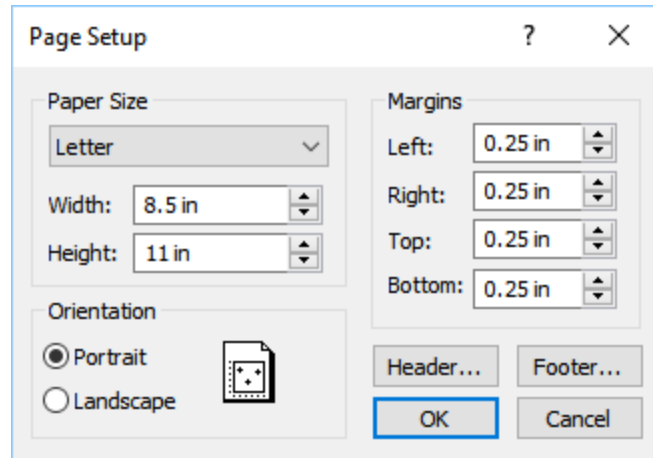 Page Setup ?
Paper Size
Letter
Width: 8.5 in
Height: 11 in
Orientation
Portrait
Landscape
Margins
Left: 0.25 in
Right: 0.25 in
Top: 0.25 in
Bottom: 0.25 in
Header... Footer...
OK Cancel